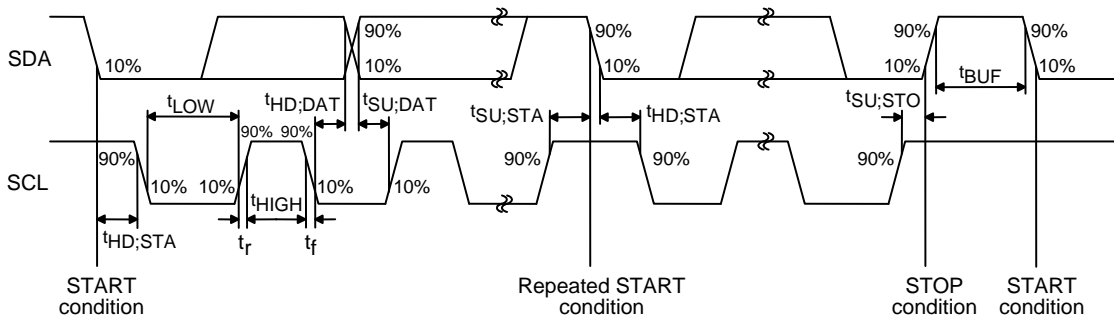 90% 90% 90% 90%
SDA
10% 10% 10% 10% 10%
tLOW tHD;DAT tSU;DAT tSU;STA tHD;STA tSU;STO tBUF
90% 90% 90% 90% 90% 90%
SCL
10% 10% 10% 10%
tHIGH
tHD;STA tr tf
START condition
Repeated START condition
STOP condition
START condition